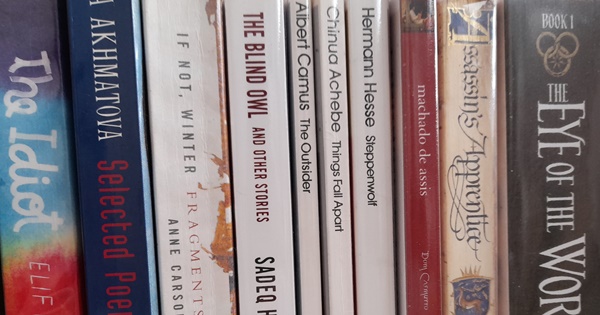 The Idiot
ELIF
A AKHMATOVA
Selected Poem
IF NOT, WINTER
FRAGMENTS
ANNE CARSO
THE BLIND OWL AND OTHER STORIES
SADEQ H
Albert Camus The Outsider
Chinua Achebe Things Fall Apart
Hermann Hesse Steppenwolf
machado de assis
Dom Casmurro
Assassin's Apprentice
BOOK 1
THE EYE OF THE WOR